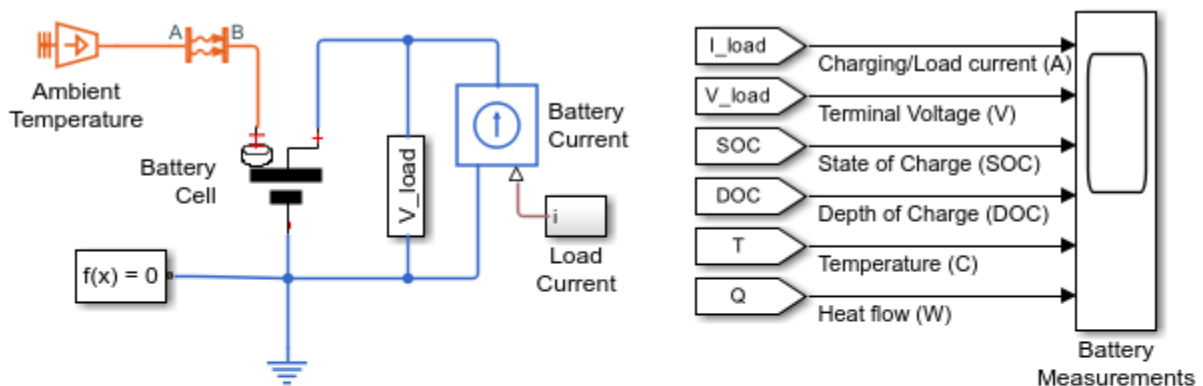 A
B
Ambient
Temperature
Battery
Cell
V_load
Battery
Current
i
Load
Current
f(x) = 0
I_load
Charging/Load current (A)
V_load
Terminal Voltage (V)
SOC
State of Charge (SOC)
DOC
Depth of Charge (DOC)
T
Temperature (C)
Q
Heat flow (W)
Battery
Measurements